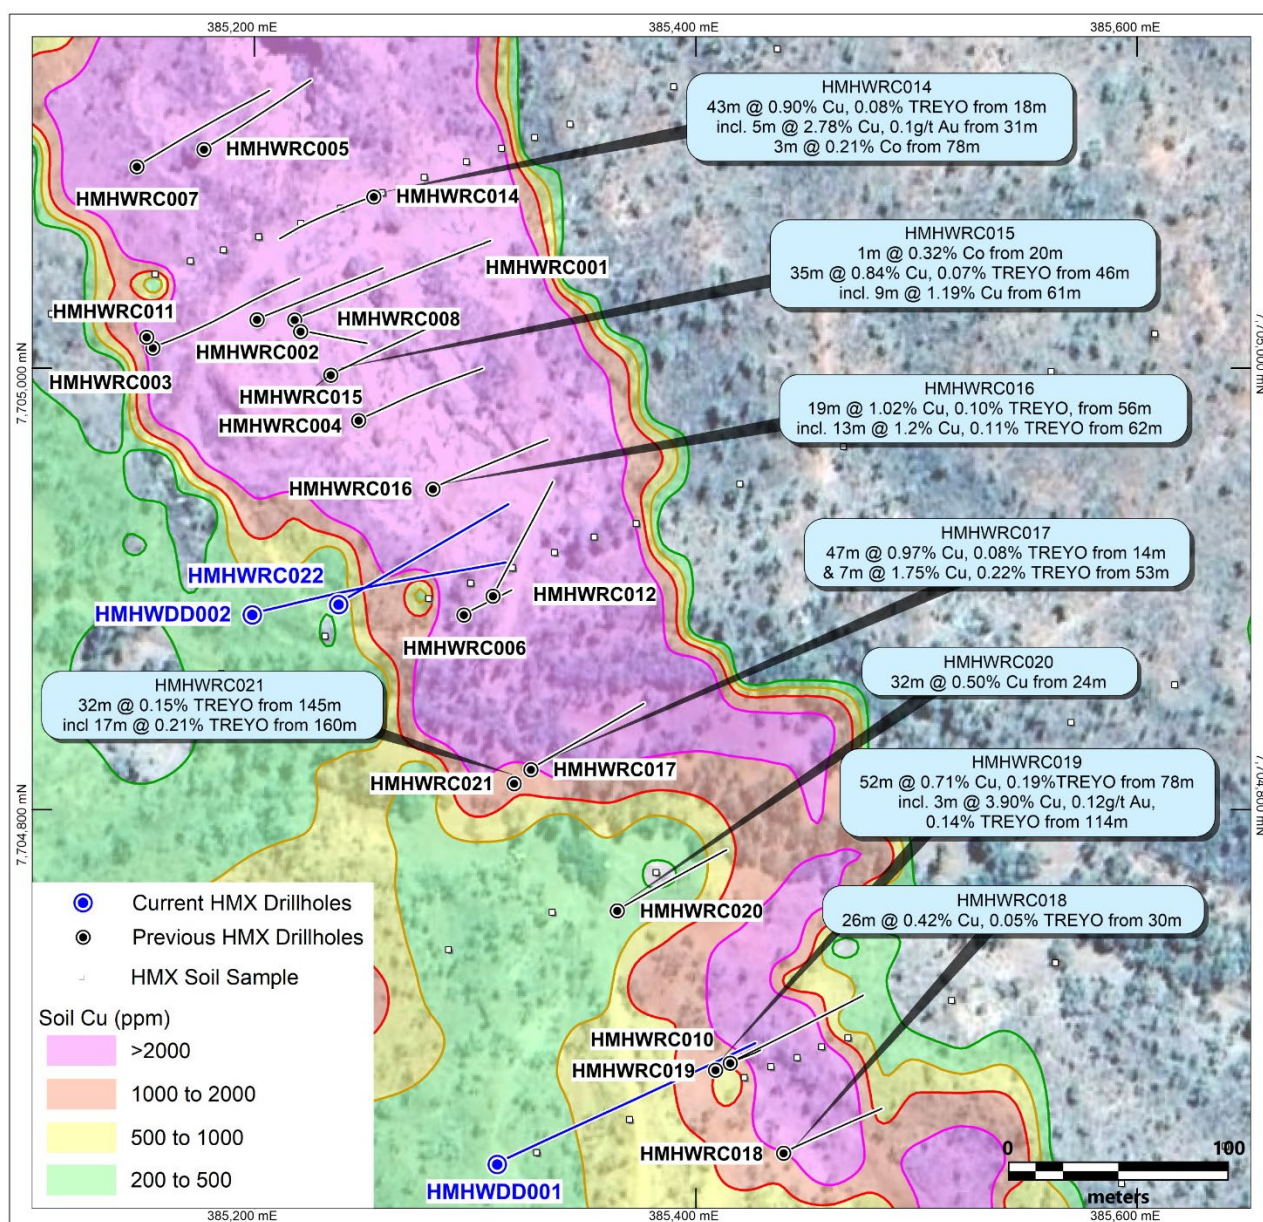 385,200 mE
385,400 mE
385,600 mE
HMHWRC014
43m @ 0.90% Cu, 0.08% TREYO from 18m
incl. 5m @ 2.78% Cu, 0.1g/t Au from 31m
3m @ 0.21% Co from 78m
HMHWRC005
HMHWRC007
HMHWRC014
HMHWRC015
1m @ 0.32% Co from 20m
35m @ 0.84% Cu, 0.07% TREYO from 46m
incl. 9m @ 1.19% Cu from 61m
HMHWRC001
HMHWRC011
HMHWRC008
HMHWRC002
HMHWRC003
HMHWRC015
HMHWRC004
7,705,000 mN
7,705,000 mN
HMHWRC016
19m @ 1.02% Cu, 0.10% TREYO, from 56m
incl. 13m @ 1.2% Cu, 0.11% TREYO from 62m
HMHWRC016
HMHWRC017
47m @ 0.97% Cu, 0.08% TREYO from 14m
& 7m @ 1.75% Cu, 0.22% TREYO from 53m
HMHWRC022
HMHWDD002
HMHWRC012
HMHWRC006
HMHWRC020
32m @ 0.50% Cu from 24m
HMHWRC021
32m @ 0.15% TREYO from 145m
incl 17m @ 0.21% TREYO from 160m
HMHWRC017
HMHWRC021
HMHWRC019
52m @ 0.71% Cu, 0.19%TREYO from 78m
incl. 3m @ 3.90% Cu, 0.12g/t Au,
0.14% TREYO from 114m
7,704,800 mN
7,704,800 mN
HMHWRC020
HMHWRC018
26m @ 0.42% Cu, 0.05% TREYO from 30m
Current HMX Drillholes
Previous HMX Drillholes
HMX Soil Sample
Soil Cu (ppm)
>2000
1000 to 2000
500 to 1000
200 to 500
HMHWRC010
HMHWRC019
HMHWRC018
HMHWDD001
0 100
meters
385,200 mE
385,400 mE
385,600 mE